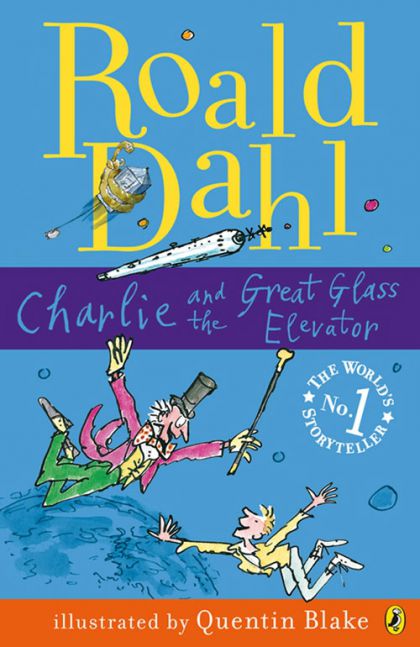 Roald
Dahl
Charlie and the Great Glass Elevator
THE WORLD'S
No. 1
STORYTELLER
illustrated by Quentin Blake